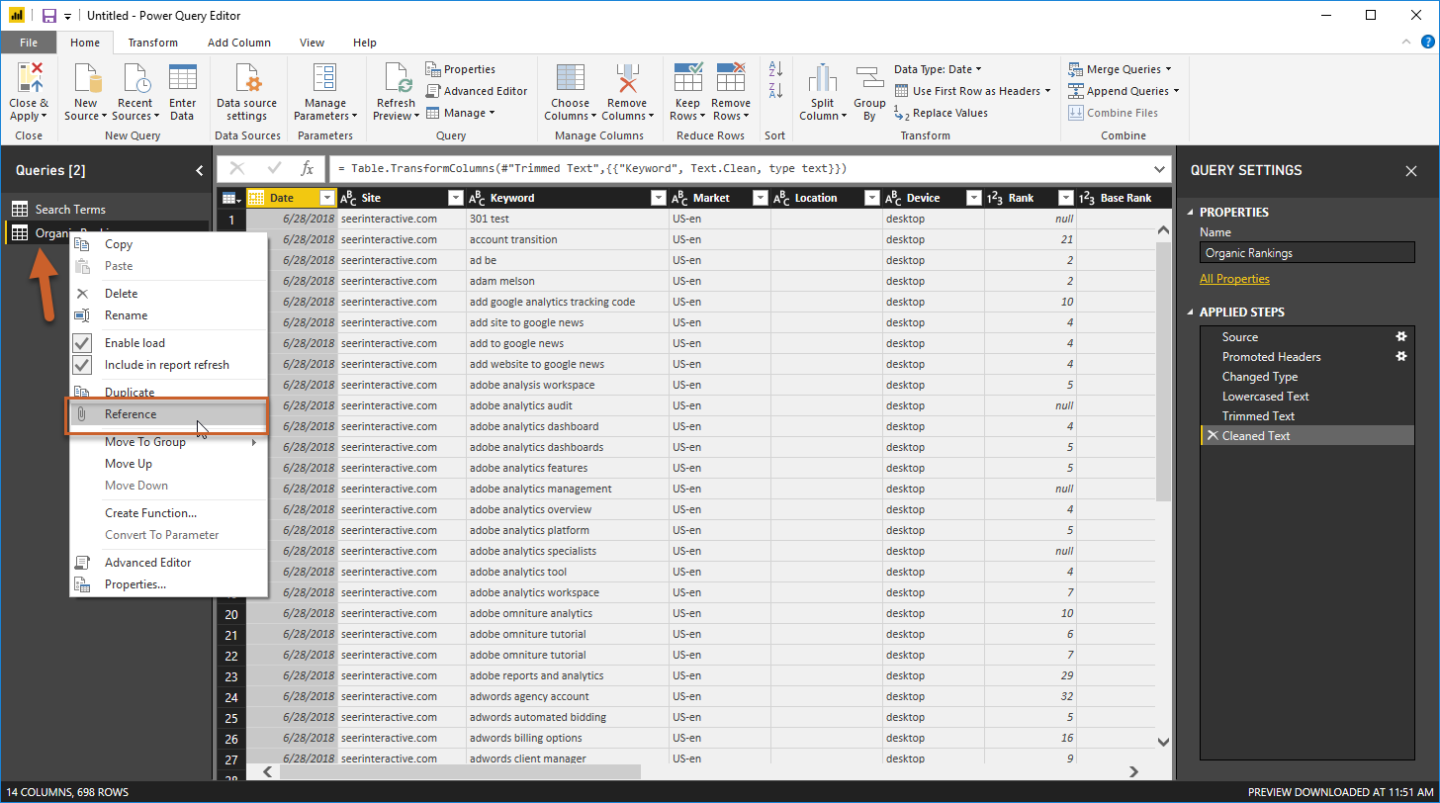 Untitled - Power Query Editor
File Home Transform Add Column View Help
Close & Apply
New Source
Recent Sources
Enter Data
Data source settings
Manage Parameters
Refresh Preview
Properties
Advanced Editor
Manage
Choose Columns
Remove Columns
Keep Rows
Remove Rows
Split Column
Group By
Data Type: Date
Use First Row as Headers
Replace Values
Merge Queries
Append Queries
Combine Files
Close New Query Data Sources Parameters Query Manage Columns Reduce Rows Sort Transform Combine
Queries [2]
Search Terms
Organic Rankings
Copy
Paste
Delete
Rename
Enable load
Include in report refresh
Duplicate
Reference
Move To Group
Move Up
Move Down
Create Function...
Convert To Parameter
Advanced Editor
Properties...
fx = Table.TransformColumns(#"Trimmed Text",{{"Keyword", Text.Clean, type text}})
Date Site Keyword Market Location Device Rank Base Rank
1 6/28/2018 seerinteractive.com 301 test US-en desktop null
6/28/2018 seerinteractive.com account transition US-en desktop 21
6/28/2018 seerinteractive.com ad be US-en desktop 2
6/28/2018 seerinteractive.com adam melson US-en desktop 2
6/28/2018 seerinteractive.com add google analytics tracking code US-en desktop 10
6/28/2018 seerinteractive.com add site to google news US-en desktop 4
6/28/2018 seerinteractive.com add to google news US-en desktop 4
6/28/2018 seerinteractive.com add website to google news US-en desktop 4
6/28/2018 seerinteractive.com adobe analysis workspace US-en desktop 5
6/28/2018 seerinteractive.com adobe analytics audit US-en desktop null
6/28/2018 seerinteractive.com adobe analytics dashboard US-en desktop 4
6/28/2018 seerinteractive.com adobe analytics dashboards US-en desktop 5
6/28/2018 seerinteractive.com adobe analytics features US-en desktop 5
6/28/2018 seerinteractive.com adobe analytics management US-en desktop null
6/28/2018 seerinteractive.com adobe analytics overview US-en desktop 4
6/28/2018 seerinteractive.com adobe analytics platform US-en desktop 5
6/28/2018 seerinteractive.com adobe analytics specialists US-en desktop null
6/28/2018 seerinteractive.com adobe analytics tool US-en desktop 4
6/28/2018 seerinteractive.com adobe analytics workspace US-en desktop 7
20 6/28/2018 seerinteractive.com adobe omniture analytics US-en desktop 10
21 6/28/2018 seerinteractive.com adobe omniture tutorial US-en desktop 6
22 6/28/2018 seerinteractive.com adobe omniture tutorial US-en desktop 7
23 6/28/2018 seerinteractive.com adobe reports and analytics US-en desktop 29
24 6/28/2018 seerinteractive.com adwords agency account US-en desktop 32
25 6/28/2018 seerinteractive.com adwords automated bidding US-en desktop 5
26 6/28/2018 seerinteractive.com adwords billing options US-en desktop 16
27 6/28/2018 seerinteractive.com adwords client manager US-en desktop 9
28
QUERY SETTINGS
PROPERTIES
Name
Organic Rankings
All Properties
APPLIED STEPS
Source
Promoted Headers
Changed Type
Lowercased Text
Trimmed Text
Cleaned Text
14 COLUMNS, 698 ROWS
PREVIEW DOWNLOADED AT 11:51 AM